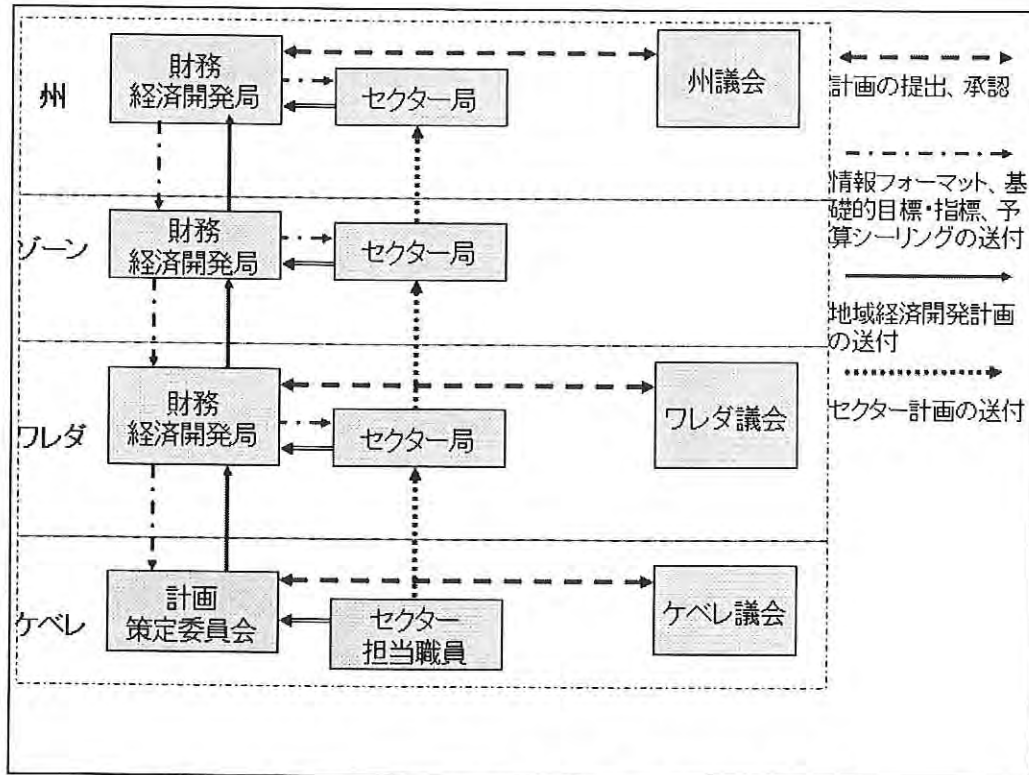 州
財務
経済開発局
セクター局
州議会
ゾーン
財務
経済開発局
セクター局
ワレダ
財務
経済開発局
セクター局
ワレダ議会
ケベレ
計画
策定委員会
セクター
担当職員
ケベレ議会
計画の提出、承認
情報フォーマット、基
礎的目標・指標、予
算シーリングの送付
地域経済開発計画
の送付
セクター計画の送付